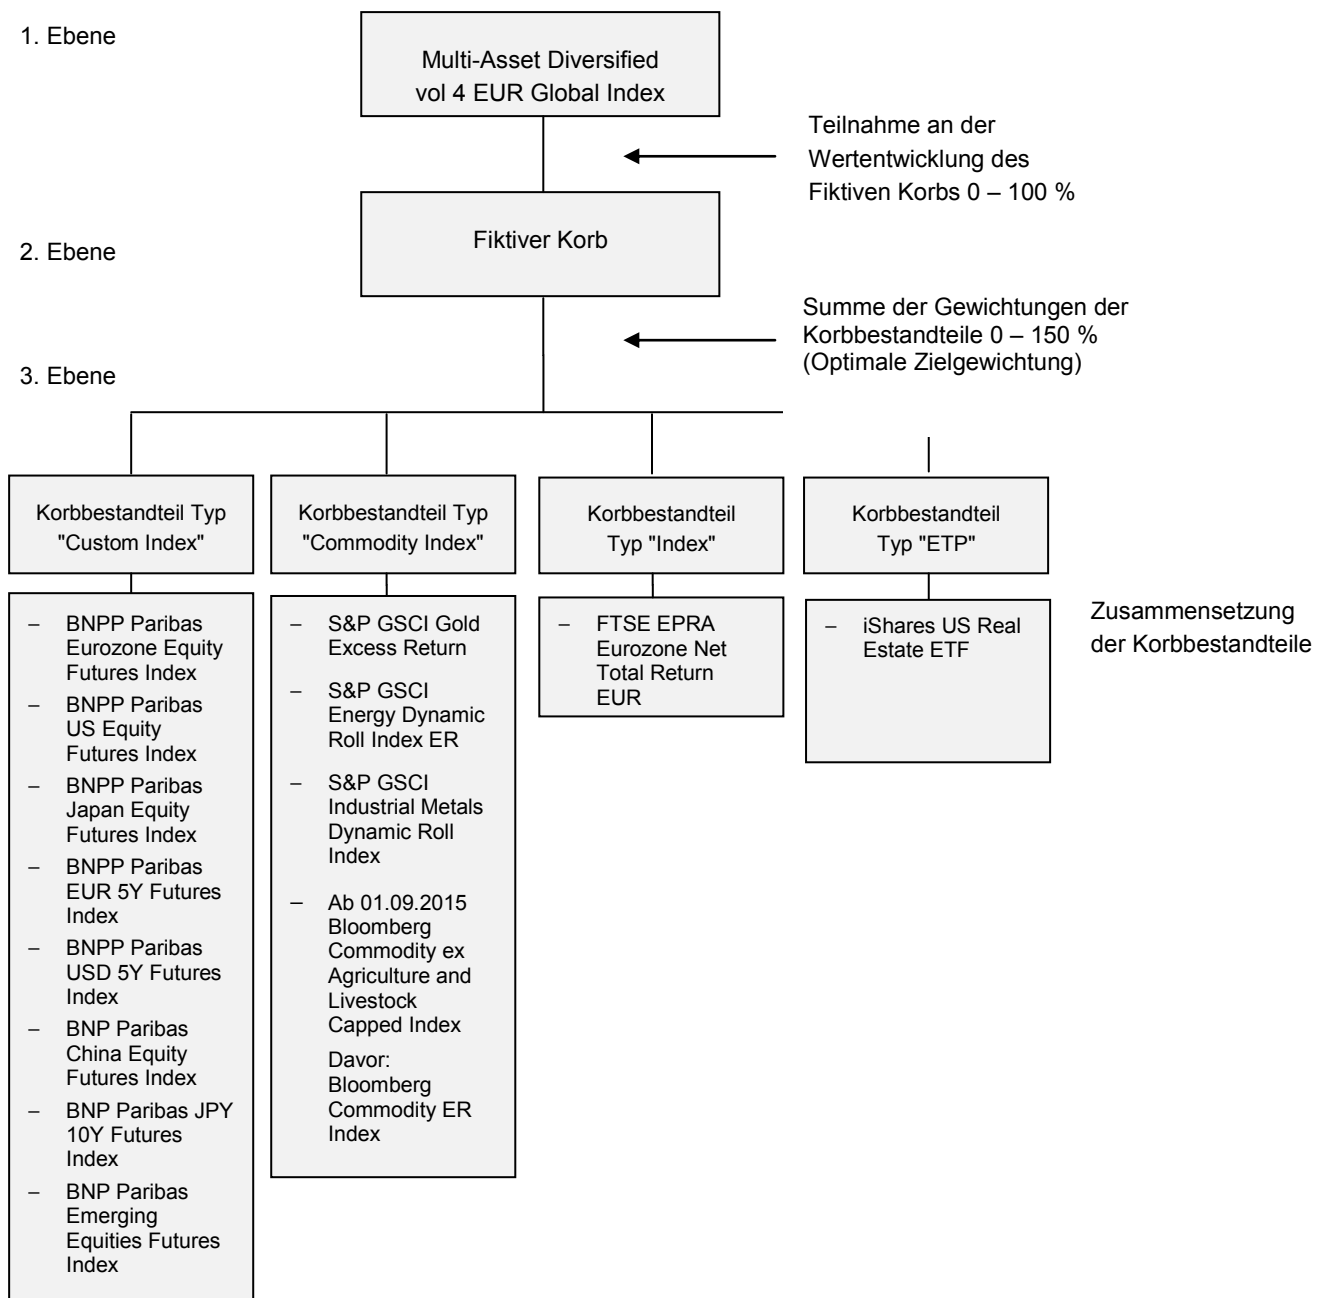 1. Ebene
Multi-Asset Diversified
vol 4 EUR Global Index
Teilnahme an der
Wertentwicklung des
Fiktiven Korbs 0 – 100 %
2. Ebene
Fiktiver Korb
Summe der Gewichtungen der
Korbbestandteile 0 – 150 %
(Optimale Zielgewichtung)
3. Ebene
Korbbestandteil Typ
"Custom Index"
Korbbestandteil Typ
"Commodity Index"
Korbbestandteil
Typ "Index"
Korbbestandteil
Typ "ETP"
– BNPP Paribas
Eurozone Equity
Futures Index
– BNPP Paribas
US Equity
Futures Index
– BNPP Paribas
Japan Equity
Futures Index
– BNPP Paribas
EUR 5Y Futures
Index
– BNPP Paribas
USD 5Y Futures
Index
– BNP Paribas
China Equity
Futures Index
– BNP Paribas JPY
10Y Futures
Index
– BNP Paribas
Emerging
Equities Futures
Index
– S&P GSCI Gold
Excess Return
– S&P GSCI
Energy Dynamic
Roll Index ER
– S&P GSCI
Industrial Metals
Dynamic Roll
Index
– Ab 01.09.2015
Bloomberg
Commodity ex
Agriculture and
Livestock
Capped Index
Davor:
Bloomberg
Commodity ER
Index
– FTSE EPRA
Eurozone Net
Total Return
EUR
– iShares US Real
Estate ETF
Zusammensetzung
der Korbbestandteile